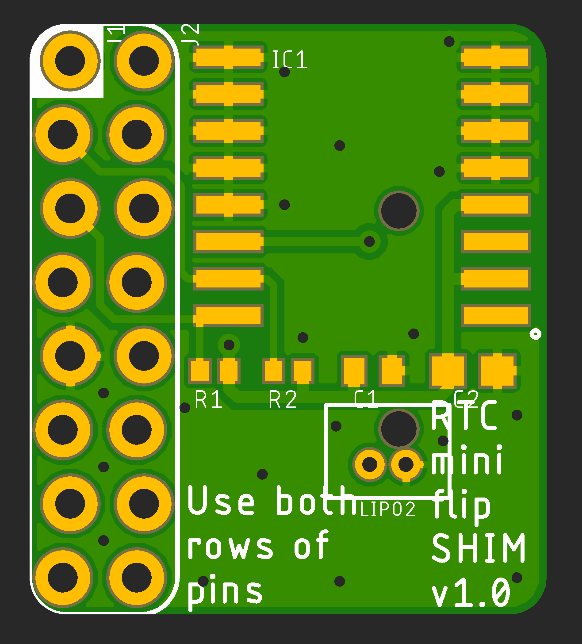 J1
J2
IC1
R1
R2
C1
C2
LIPO2
Use both
rows of
pins
RTC
mini
flip
SHIM
v1.0